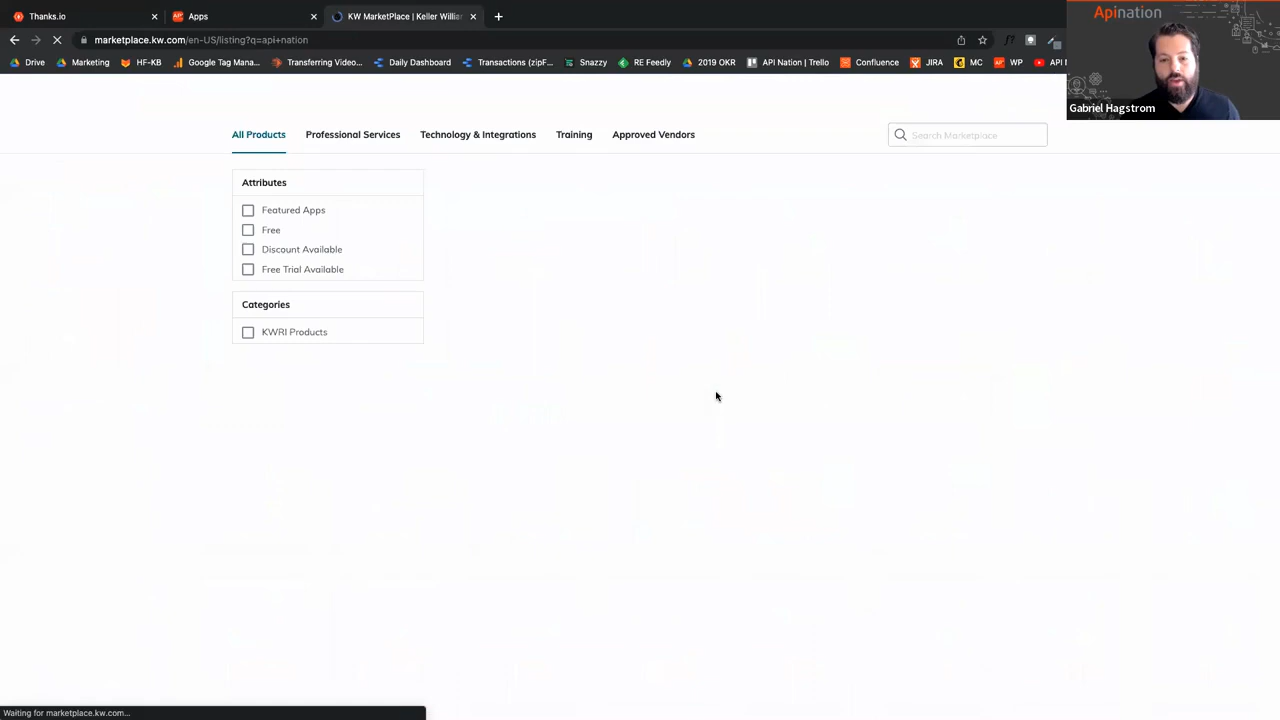 Thanks.io
Apps
KW MarketPlace | Keller Willia
marketplace.kw.com/en-US/listing?q=api+nation
Drive
Marketing
HF-KB
Google Tag Mana...
Transferring Video...
Daily Dashboard
Transactions (zipF...
Snazzy
RE Feedly
2019 OKR
API Nation | Trello
Confluence
JIRA
MC
WP
API N
Apination
Gabriel Hagstrom
All Products
Professional Services
Technology & Integrations
Training
Approved Vendors
Search Marketplace
Attributes
Featured Apps
Free
Discount Available
Free Trial Available
Categories
KWRI Products
Waiting for marketplace.kw.com...